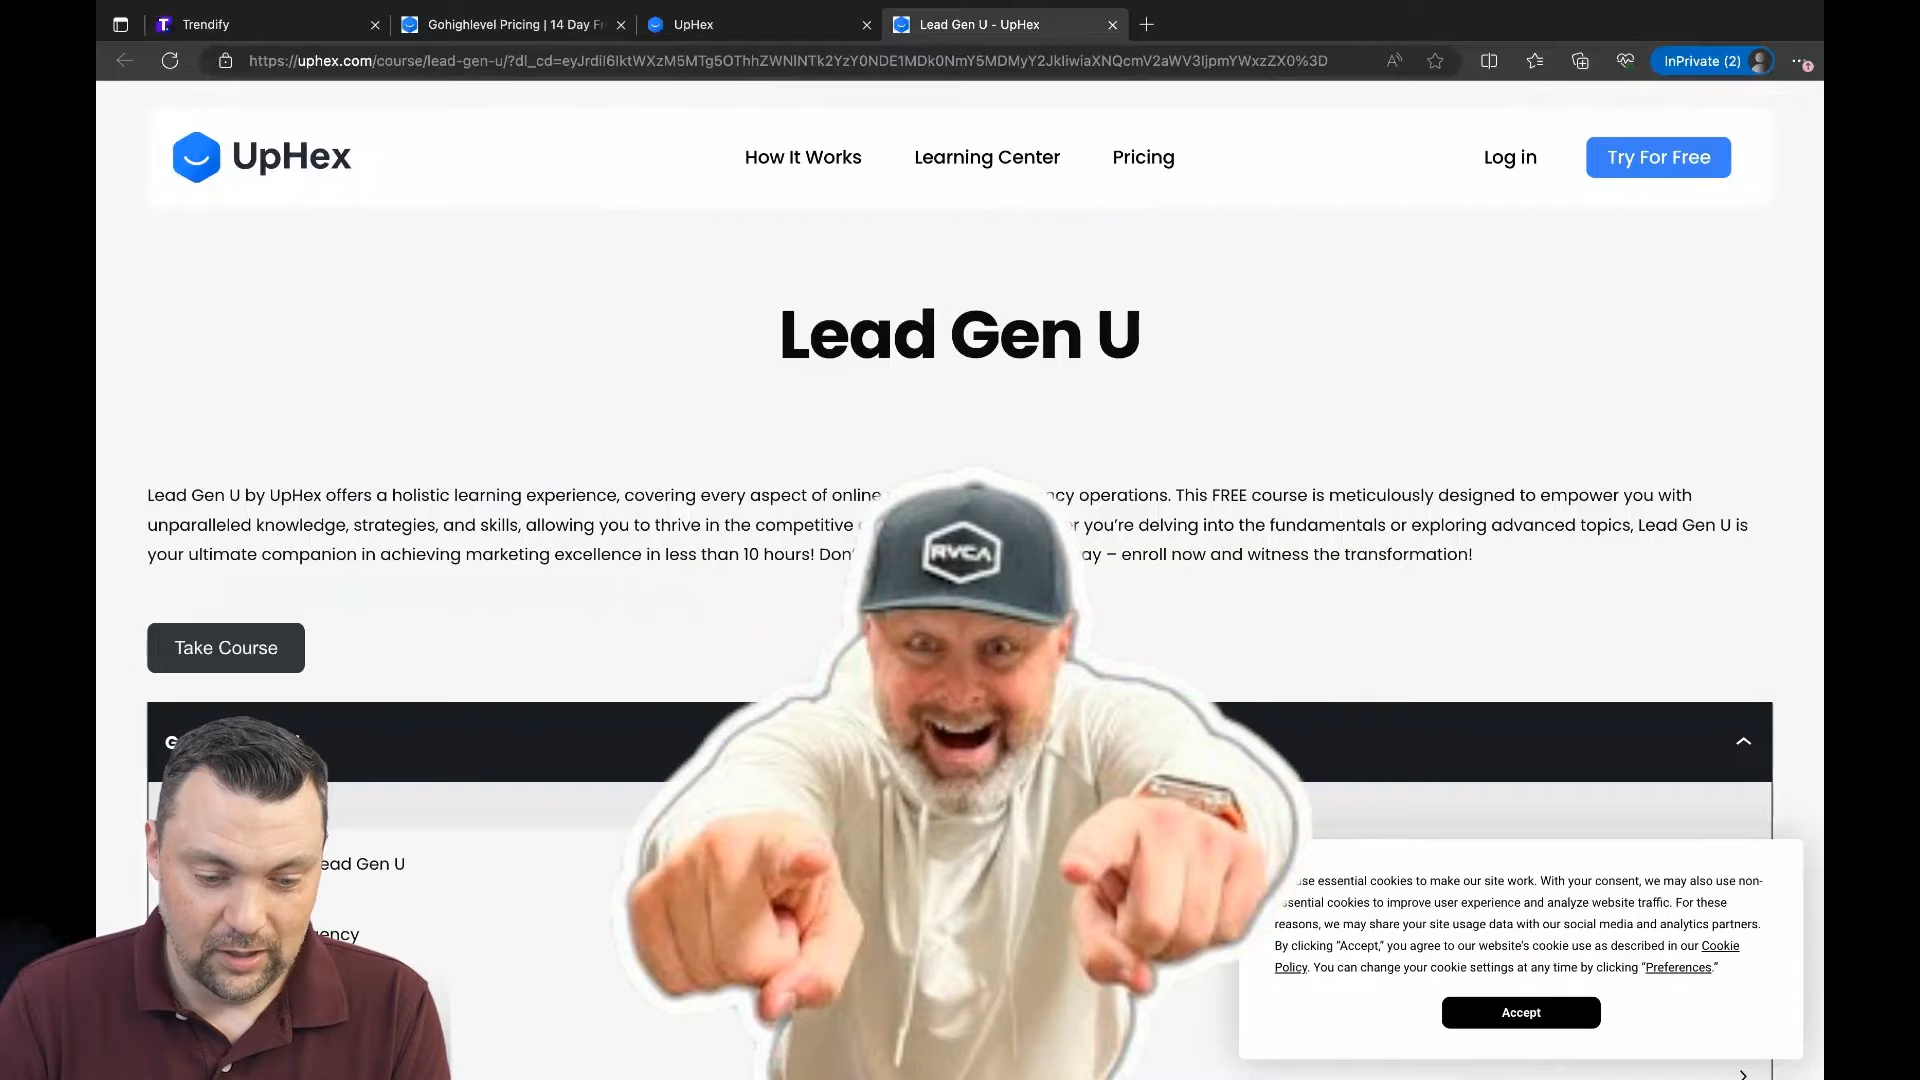 Trendify
Gohighlevel Pricing | 14 Day Fr
UpHex
Lead Gen U - UpHex
https://uphex.com/course/lead-gen-u/?dl_cd=eyJrdiI6IktWXzM5MTg5OThhZWNlNTk2YzY0NDE1MDk0NmY5MDMyY2JkIiwiaXNQcmV2aWV3IjpmYWxzZX0%3D
InPrivate (2)
UpHex
How It Works
Learning Center
Pricing
Log in
Try For Free
Lead Gen U
Lead Gen U by UpHex offers a holistic learning experience, covering every aspect of online operations. This FREE course is meticulously designed to empower you with
unparalleled knowledge, strategies, and skills, allowing you to thrive in the competitive you're delving into the fundamentals or exploring advanced topics, Lead Gen U is
your ultimate companion in achieving marketing excellence in less than 10 hours! – enroll now and witness the transformation!
RVCA
Take Course
ead Gen U
use essential cookies to make our site work. With your consent, we may also use non-
essential cookies to improve user experience and analyze website traffic. For these
reasons, we may share your site usage data with our social media and analytics partners.
By clicking “Accept,” you agree to our website's cookie use as described in our Cookie
Policy. You can change your cookie settings at any time by clicking “Preferences.”
Accept